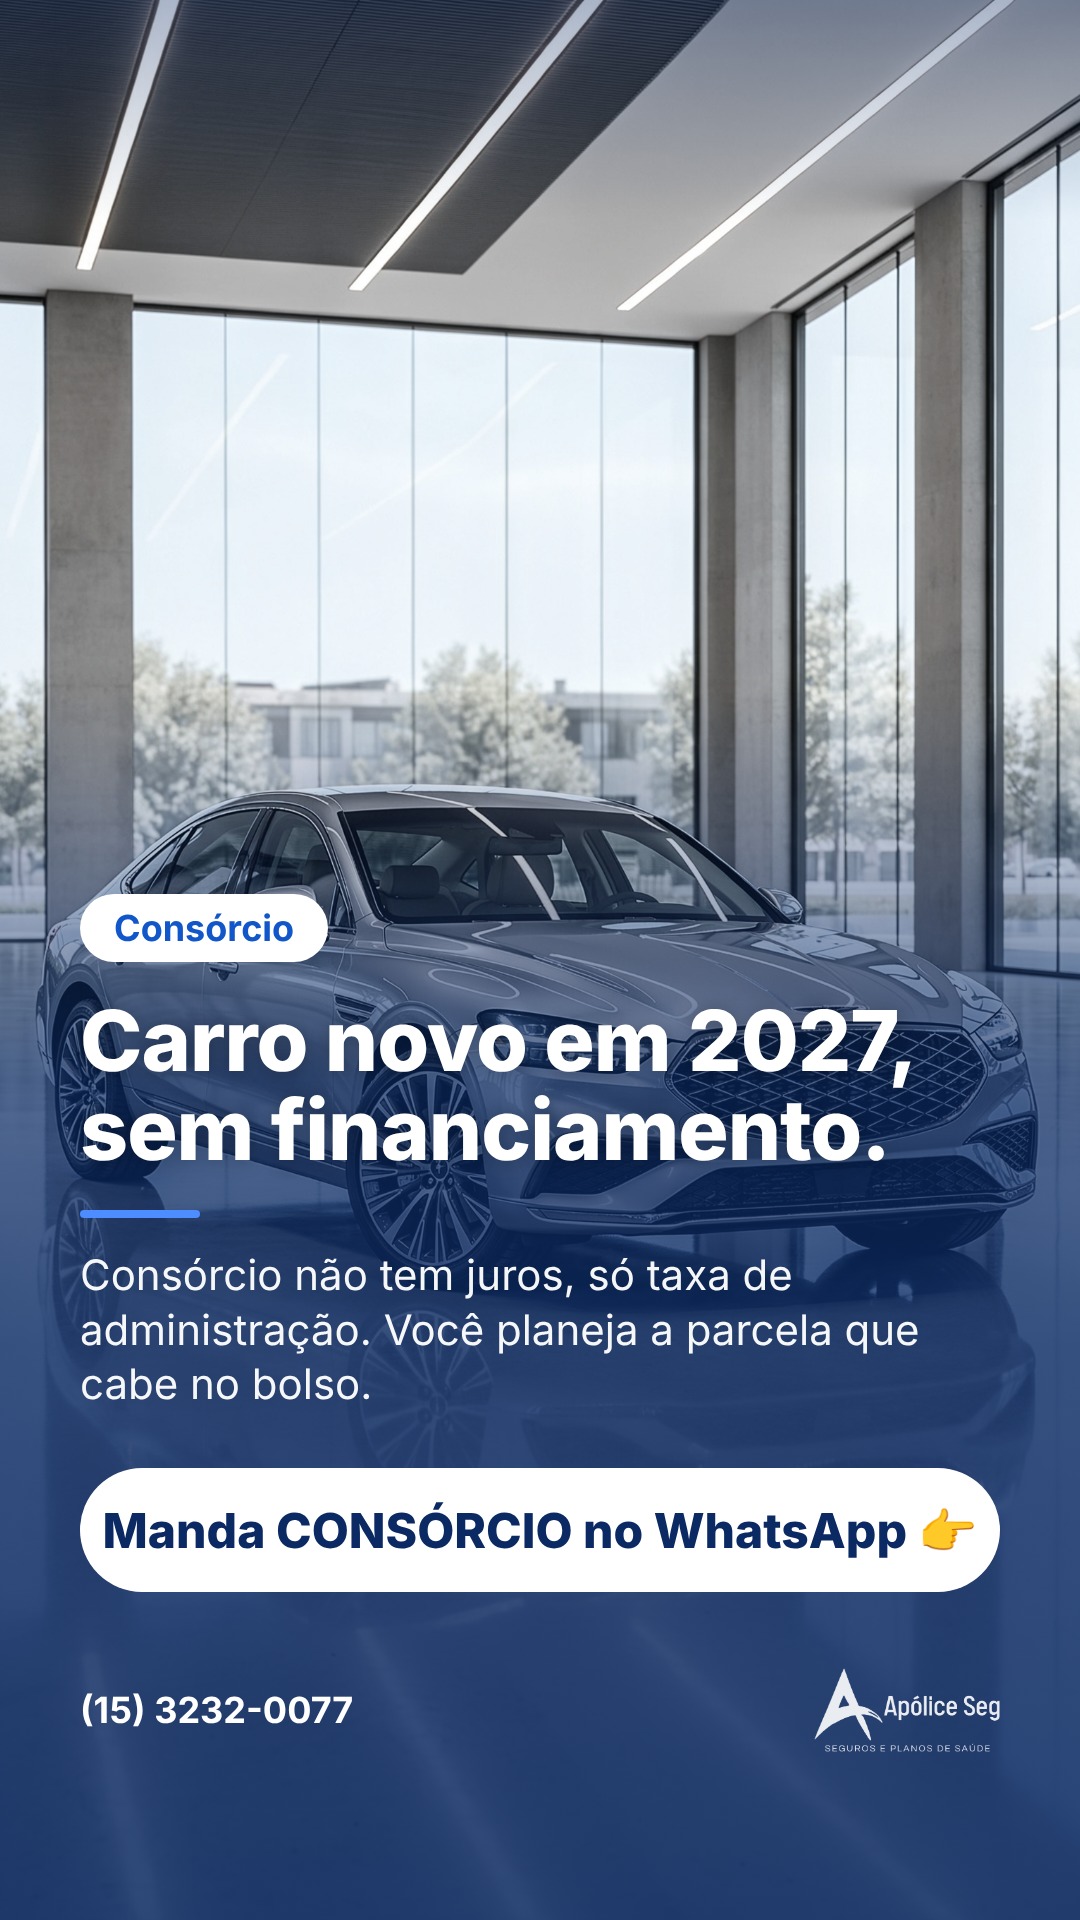 Consórcio
Carro novo em 2027,
sem financiamento.
Consórcio não tem juros, só taxa de
administração. Você planeja a parcela que
cabe no bolso.
Manda CONSÓRCIO no WhatsApp 👉
(15) 3232-0077
Apólice Seg
SEGUROS E PLANOS DE SAÚDE